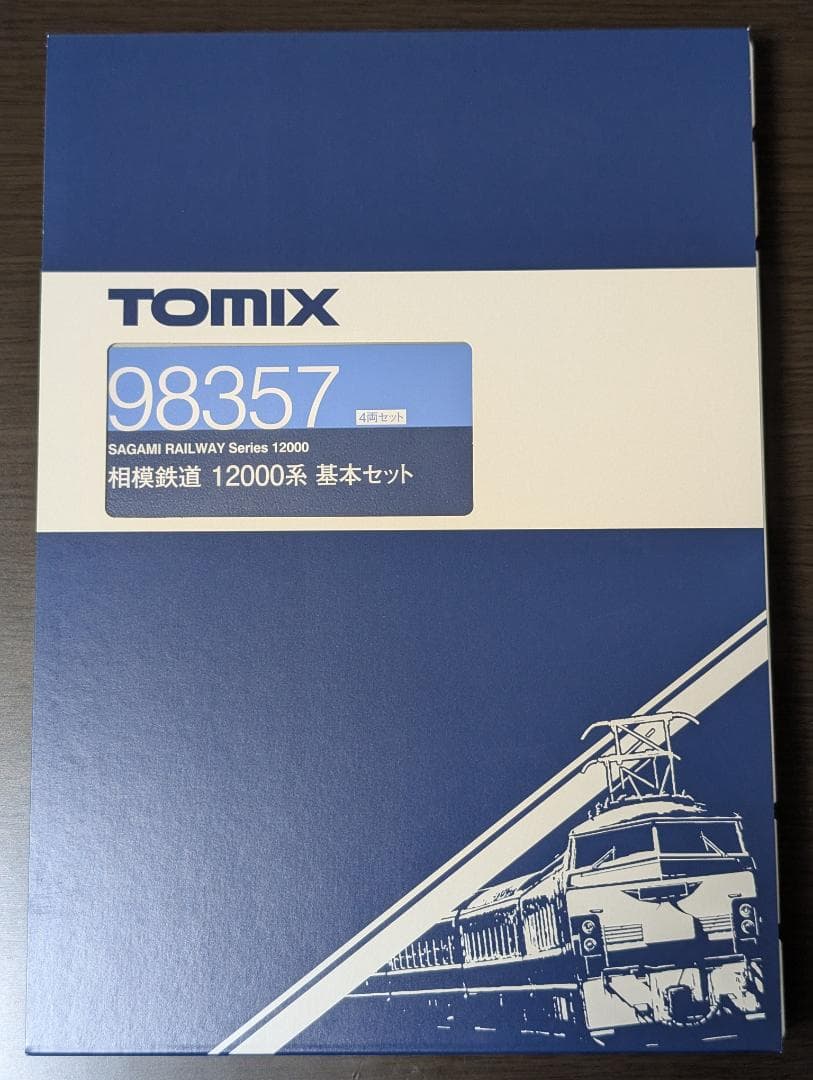 TOMIX
98357
4両セット
SAGAMI RAILWAY Series 12000
相模鉄道 12000系 基本セット